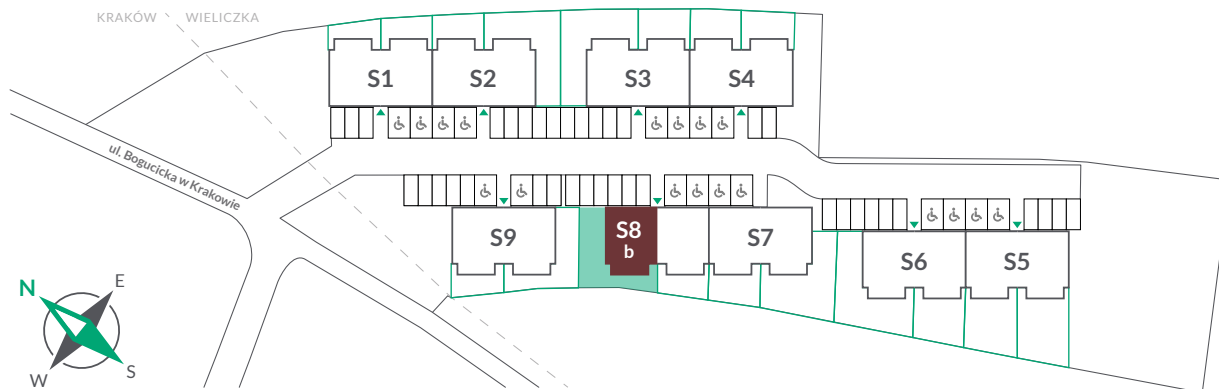 KRAKÓW WIELICZKA
S1
S2
S3
S4
ul. Bogucicka w Krakowie
S9
S8
b
S7
S6
S5
N
E
W
S